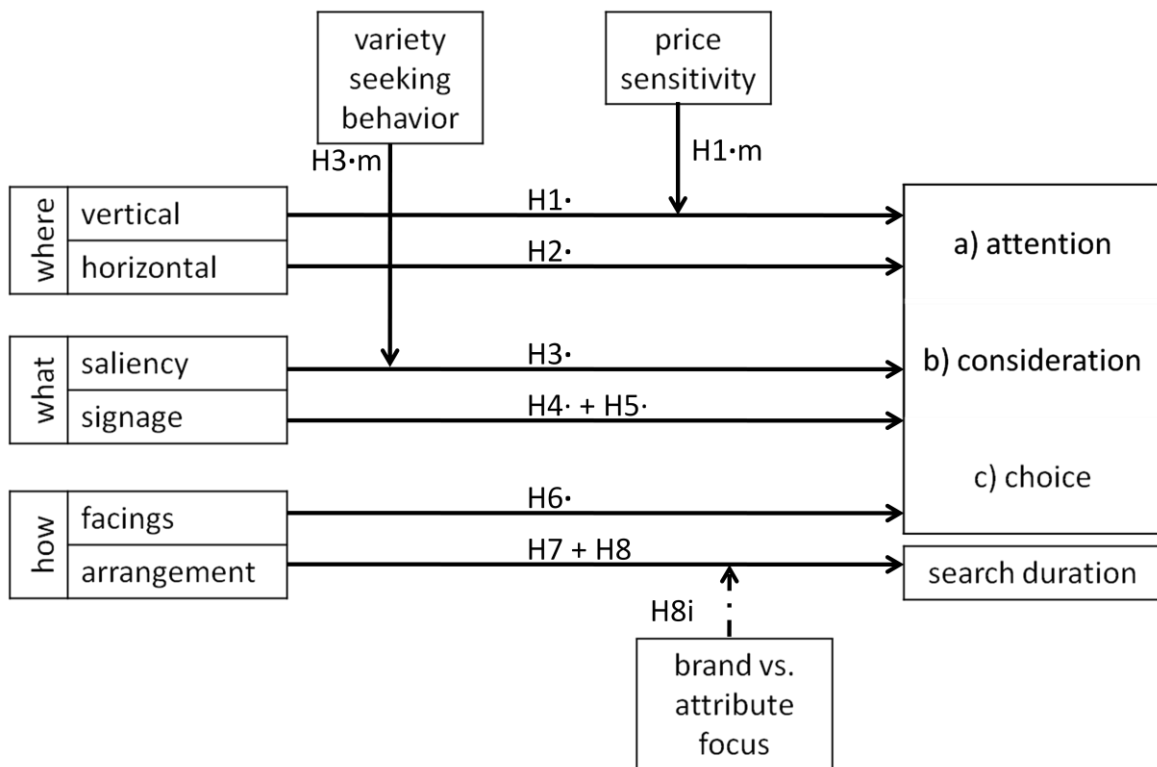 variety
seeking
behavior
price
sensitivity
H3·m
H1·m
where
vertical
H1·
horizontal
H2·
a) attention
what
saliency
H3·
signage
H4· + H5·
b) consideration
how
facings
H6·
c) choice
arrangement
H7 + H8
search duration
H8i
brand vs.
attribute
focus